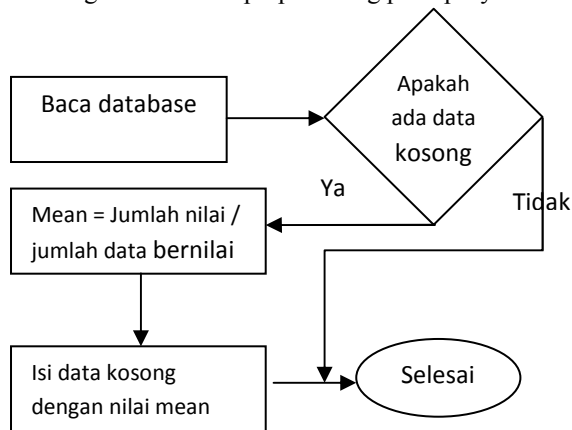 Baca database
Apakah
ada data
kosong
Ya
Tidak
Mean = Jumlah nilai /
jumlah data bernilai
Isi data kosong
dengan nilai mean
Selesai